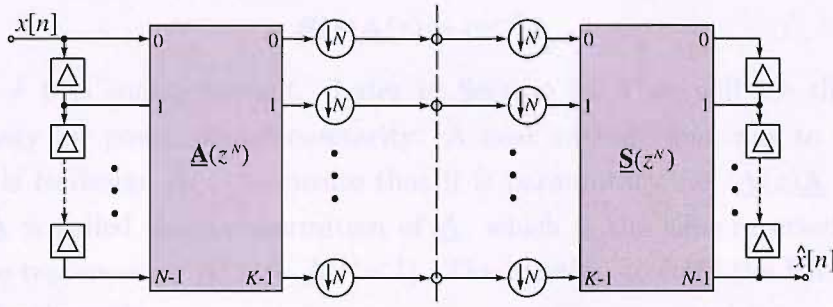 x[n] 0 0 ↓N ↓N 0 0
Δ Δ
1 1 ↓N ↓N 1 1
Δ A(z^N) S(z^N) Δ
Δ Δ
N-1 K-1 ↓N ↓N K-1 N-1 x̂[n]